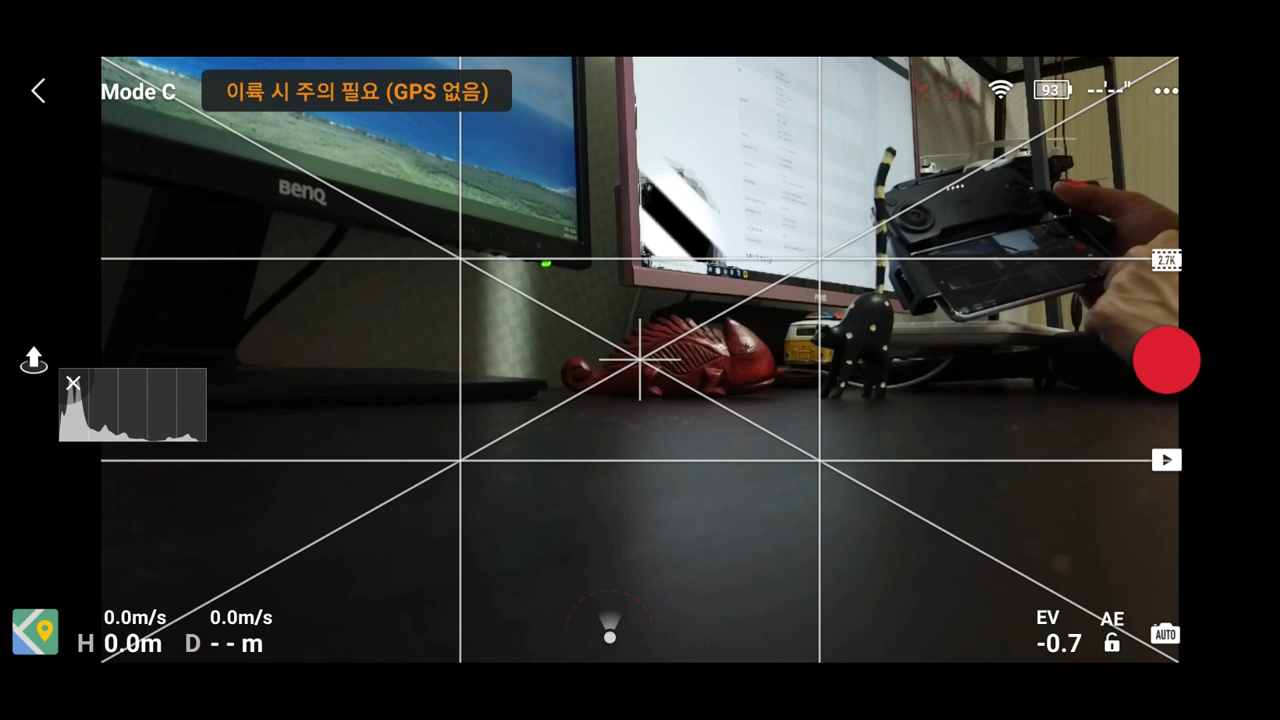 Mode C
이륙 시 주의 필요 (GPS 없음)
93
--'--"
BenQ
2.7K
0.0m/s
0.0m/s
H 0.0m
D - - m
EV
-0.7
AE
AUTO